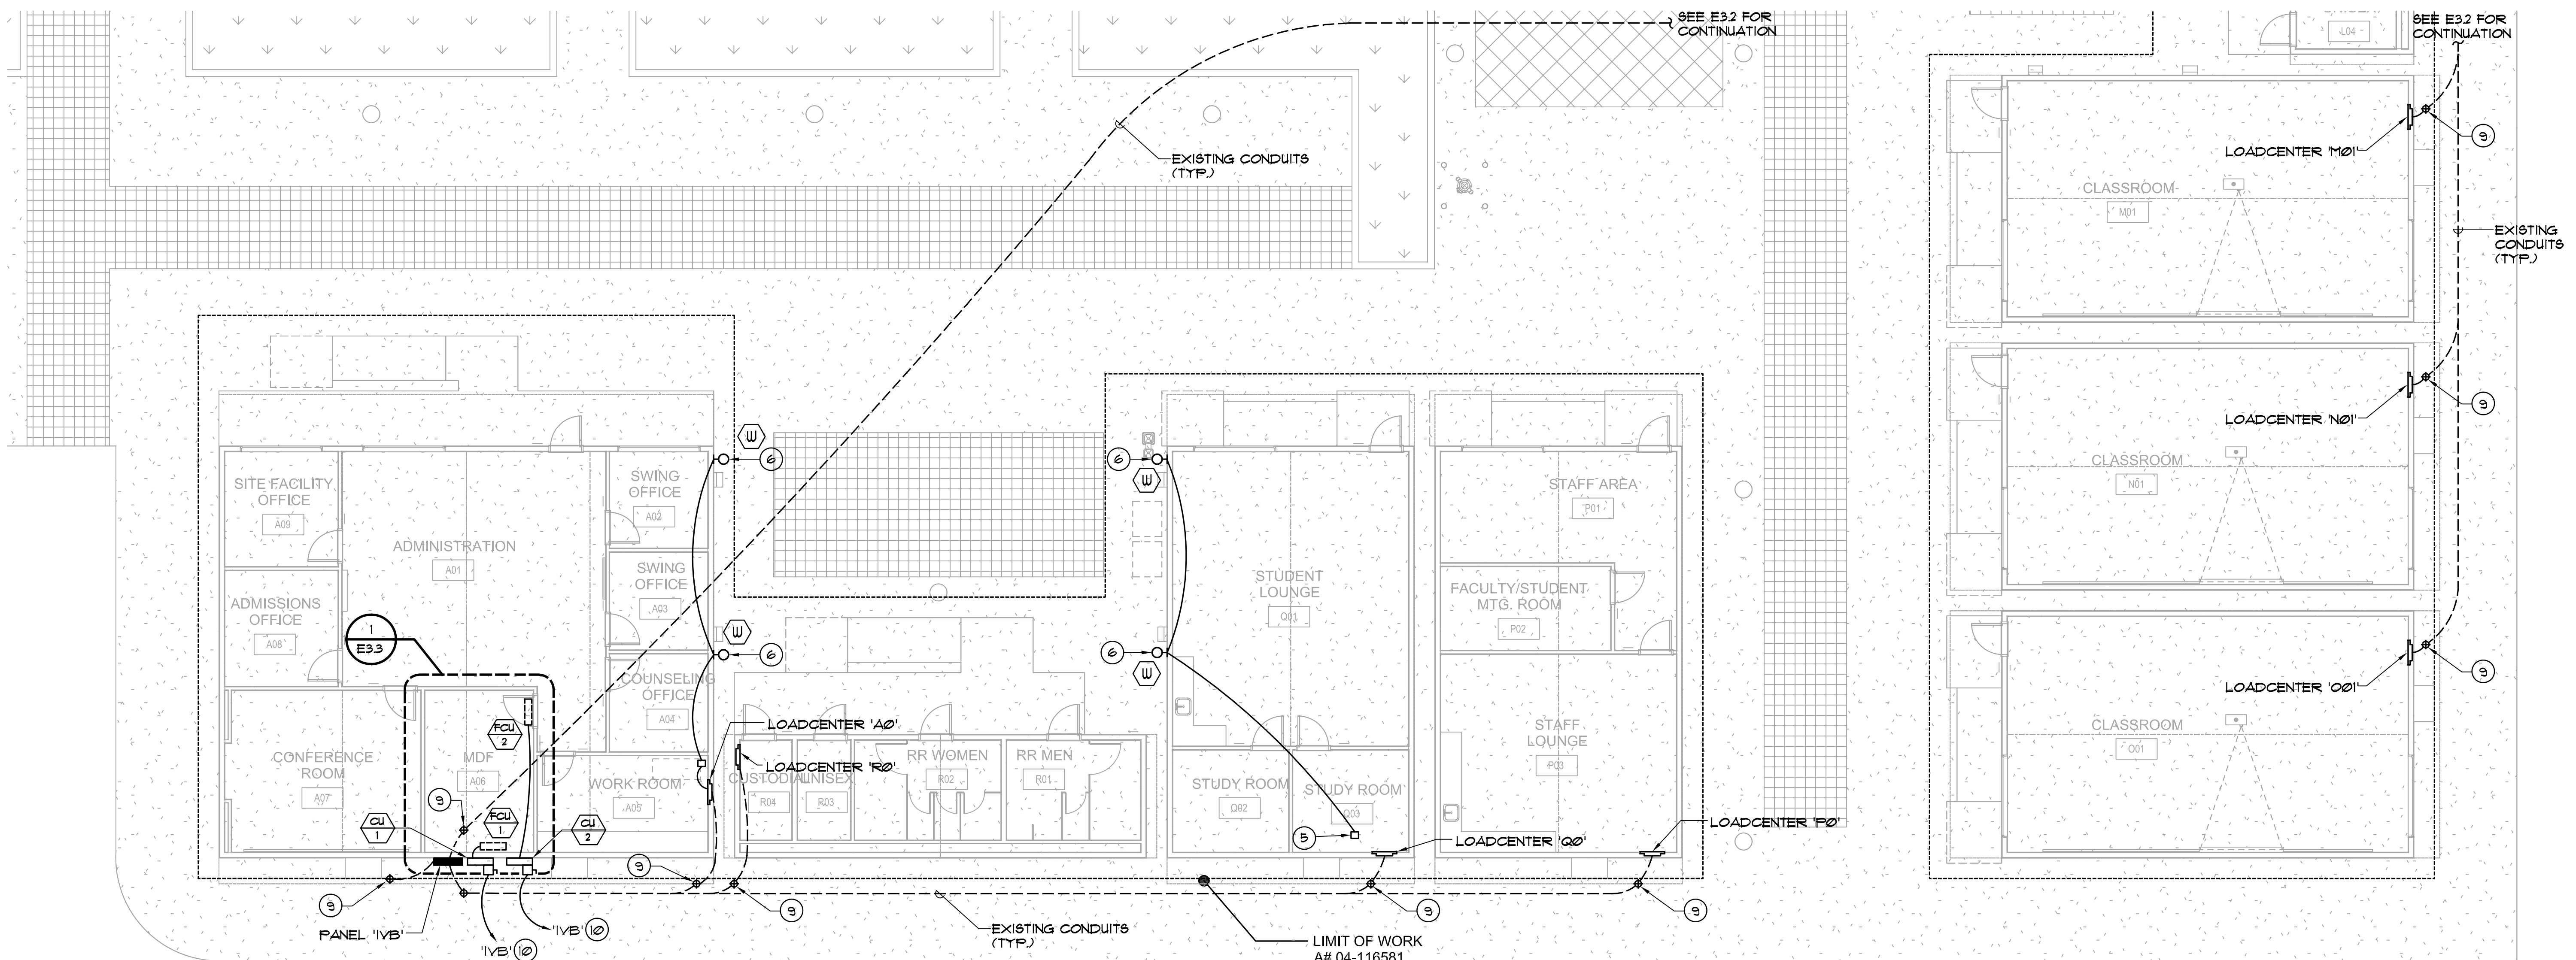 SEE E3.2 FOR
CONTINUATION
SEE E3.2 FOR
CONTINUATION
L04
EXISTING CONDUITS
(TYP.)
LOADCENTER 'M01'
9
CLASSROOM
M01
EXISTING
CONDUITS
(TYP.)
LOADCENTER 'N01'
9
CLASSROOM
N01
LOADCENTER 'O01'
9
CLASSROOM
O01
W
6
W
6
6
W
6
W
SITE FACILITY
OFFICE
A09
SWING
OFFICE
A02
ADMINISTRATION
A01
SWING
OFFICE
A03
ADMISSIONS
OFFICE
A08
1
E3.3
COUNSELING
OFFICE
A04
STUDENT
LOUNGE
Q01
STAFF AREA
P01
FACULTY/STUDENT
MTG. ROOM
P02
STAFF
LOUNGE
P03
LOADCENTER 'A0'
LOADCENTER 'R0'
FCU
2
CONFERENCE
ROOM
A07
MDF
A06
WORK ROOM
A05
CUSTODIAL
R04
UNISEX
R03
RR WOMEN
R02
RR MEN
R01
STUDY ROOM
Q02
STUDY ROOM
Q03
9
CU
1
FCU
1
CU
2
5
LOADCENTER 'Q0'
LOADCENTER 'P0'
9
9
9
9
9
PANEL '1VB'
'1VB' 10
'1VB' 10
EXISTING CONDUITS
(TYP.)
LIMIT OF WORK
A# 04-116581